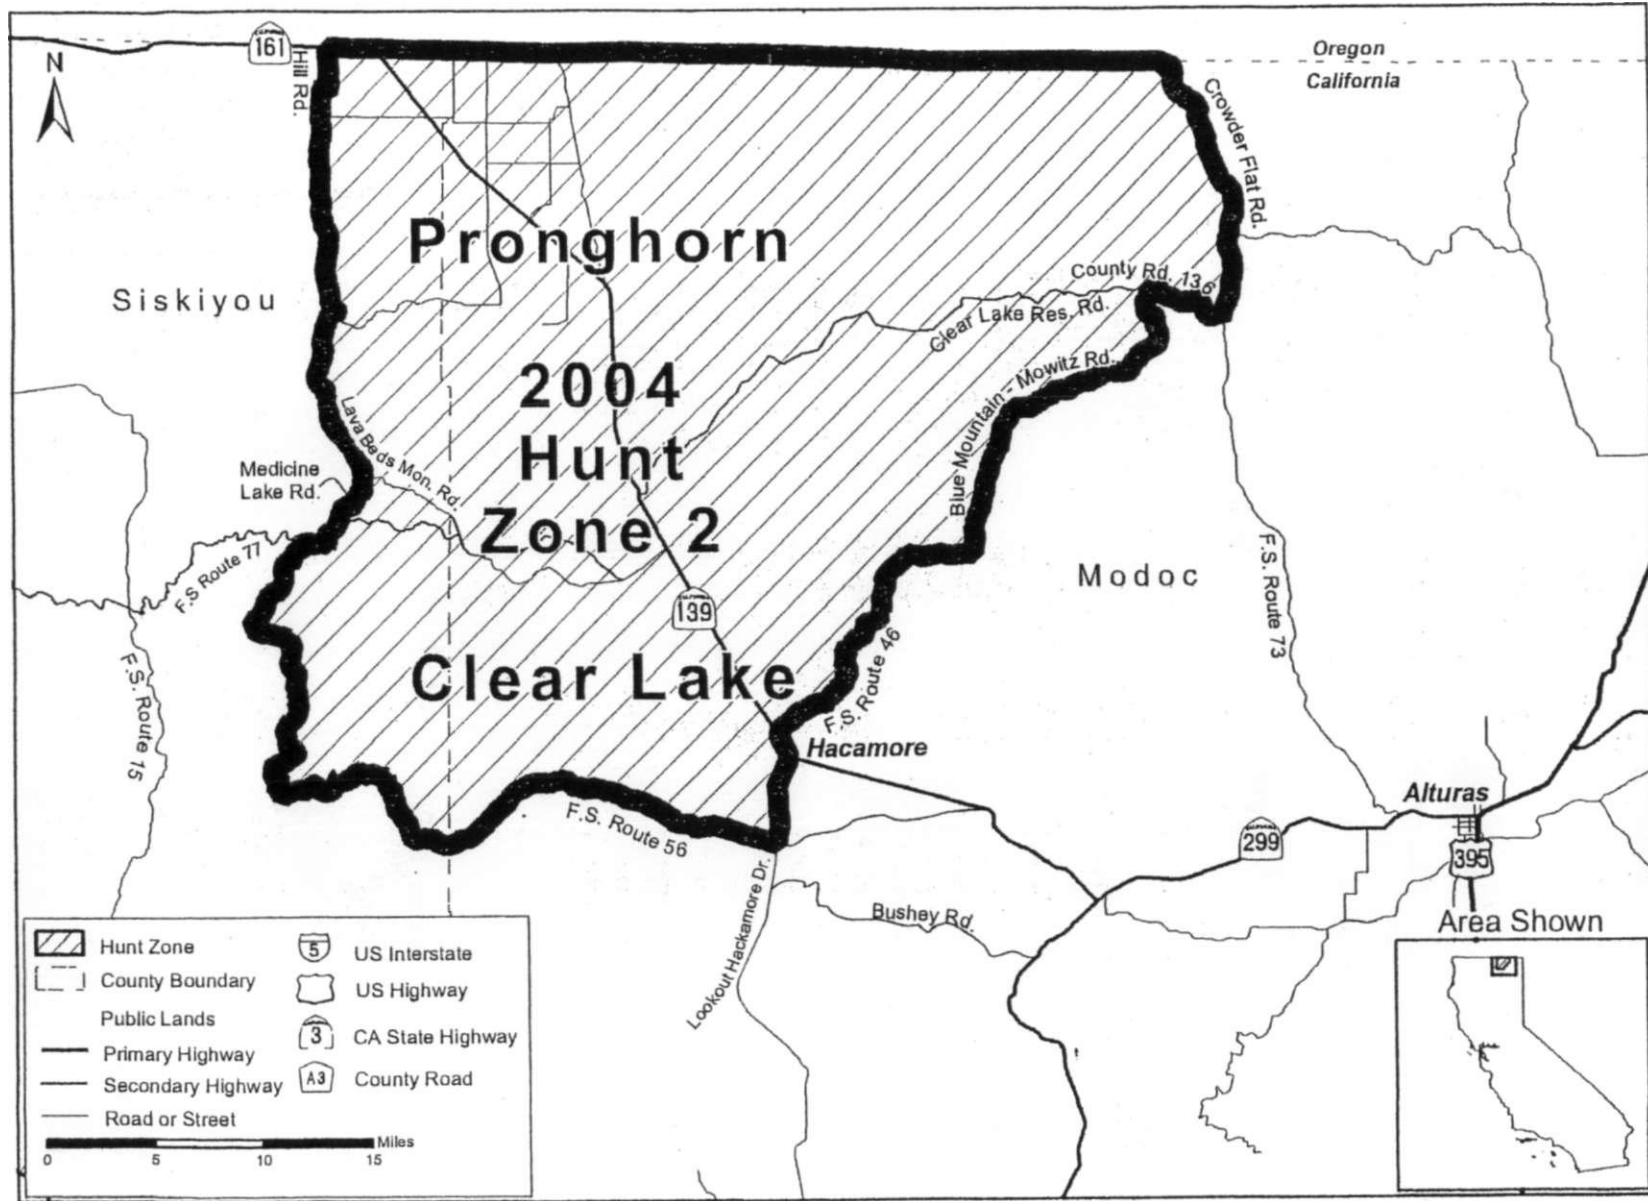 161
Hill Rd.
N
Oregon
California
Crowder Flat Rd.
Pronghorn
Siskiyou
County Rd. 136
Clear Lake Res. Rd.
2004
Hunt
Zone 2
Blue Mountain - Mowitz Rd.
Lava Beds Mon. Rd.
Medicine
Lake Rd.
F.S Route 77
Modoc
F.S. Route 73
139
Clear Lake
F.S. Route 46
F.S. Route 15
Hacamore
F.S. Route 56
Alturas
299
395
Lookout Hackamore Dr.
Bushey Rd.
Area Shown
Hunt Zone
County Boundary
Public Lands
Primary Highway
Secondary Highway
Road or Street
5 US Interstate
US Highway
3 CA State Highway
A3 County Road
Miles
0 5 10 15